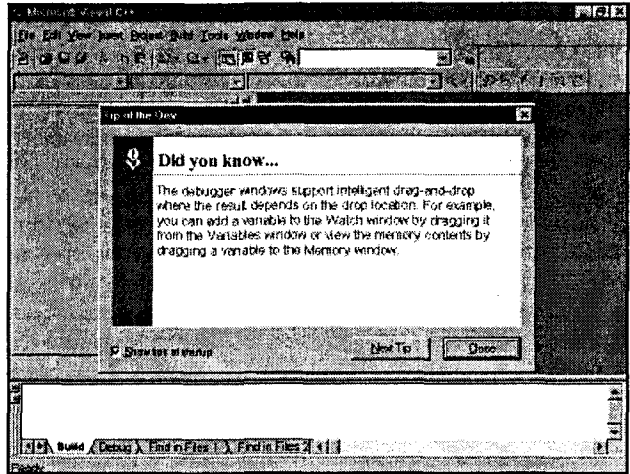 Microsoft Visual C++
File Edit View Insert Project Build Tools Window Help
Tip of the Day
Did you know...
The debugger windows support intelligent drag-and-drop
where the result depends on the drop location. For example,
you can add a variable to the Watch window by dragging it
from the Variables window or view the memory contents by
dragging a variable to the Memory window.
Show tips at startup
Next Tip
Close
Build Debug Find in Files 1 Find in Files 2
Ready